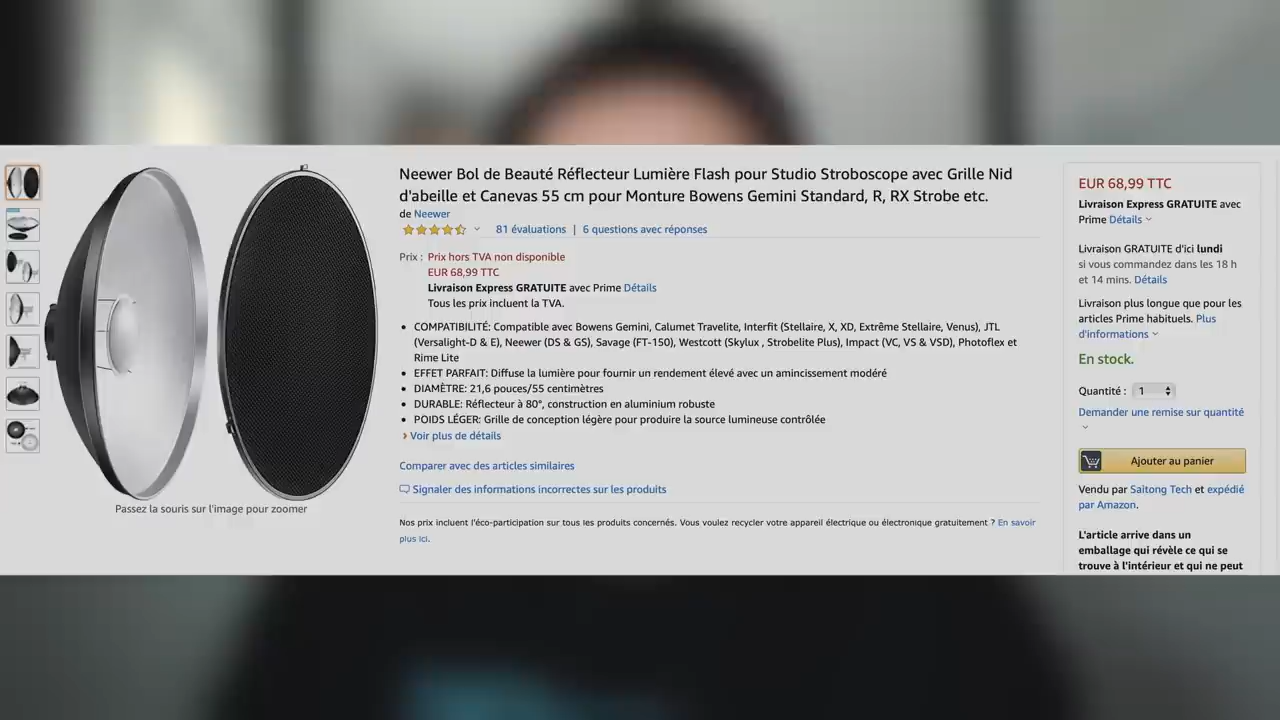 Neewer Bol de Beauté Réflecteur Lumière Flash pour Studio Stroboscope avec Grille Nid
d'abeille et Canevas 55 cm pour Monture Bowens Gemini Standard, R, RX Strobe etc.
de Neewer
81 évaluations | 6 questions avec réponses
Prix : Prix hors TVA non disponible
EUR 68,99 TTC
Livraison Express GRATUITE avec Prime Détails
Tous les prix incluent la TVA.
• COMPATIBILITÉ: Compatible avec Bowens Gemini, Calumet Travelite, Interfit (Stellaire, X, XD, Extrême Stellaire, Venus), JTL
(Versalight-D & E), Neewer (DS & GS), Savage (FT-150), Westcott (Skylux , Strobelite Plus), Impact (VC, VS & VSD), Photoflex et
Rime Lite
• EFFET PARFAIT: Diffuse la lumière pour fournir un rendement élevé avec un amincissement modéré
• DIAMÈTRE: 21,6 pouces/55 centimètres
• DURABLE: Réflecteur à 80°, construction en aluminium robuste
• POIDS LÉGER: Grille de conception légère pour produire la source lumineuse contrôlée
› Voir plus de détails
Comparer avec des articles similaires
Signaler des informations incorrectes sur les produits
Nos prix incluent l'éco-participation sur tous les produits concernés. Vous voulez recycler votre appareil électrique ou électronique gratuitement ? En savoir
plus ici.
Passez la souris sur l'image pour zoomer
EUR 68,99 TTC
Livraison Express GRATUITE avec
Prime Détails
Livraison GRATUITE d'ici lundi
si vous commandez dans les 18 h
et 14 mins. Détails
Livraison plus longue que pour les
articles Prime habituels. Plus
d'informations
En stock.
Quantité : 1
Demander une remise sur quantité
Ajouter au panier
Vendu par Saitong Tech et expédié
par Amazon.
L'article arrive dans un
emballage qui révèle ce qui se
trouve à l'intérieur et qui ne peut